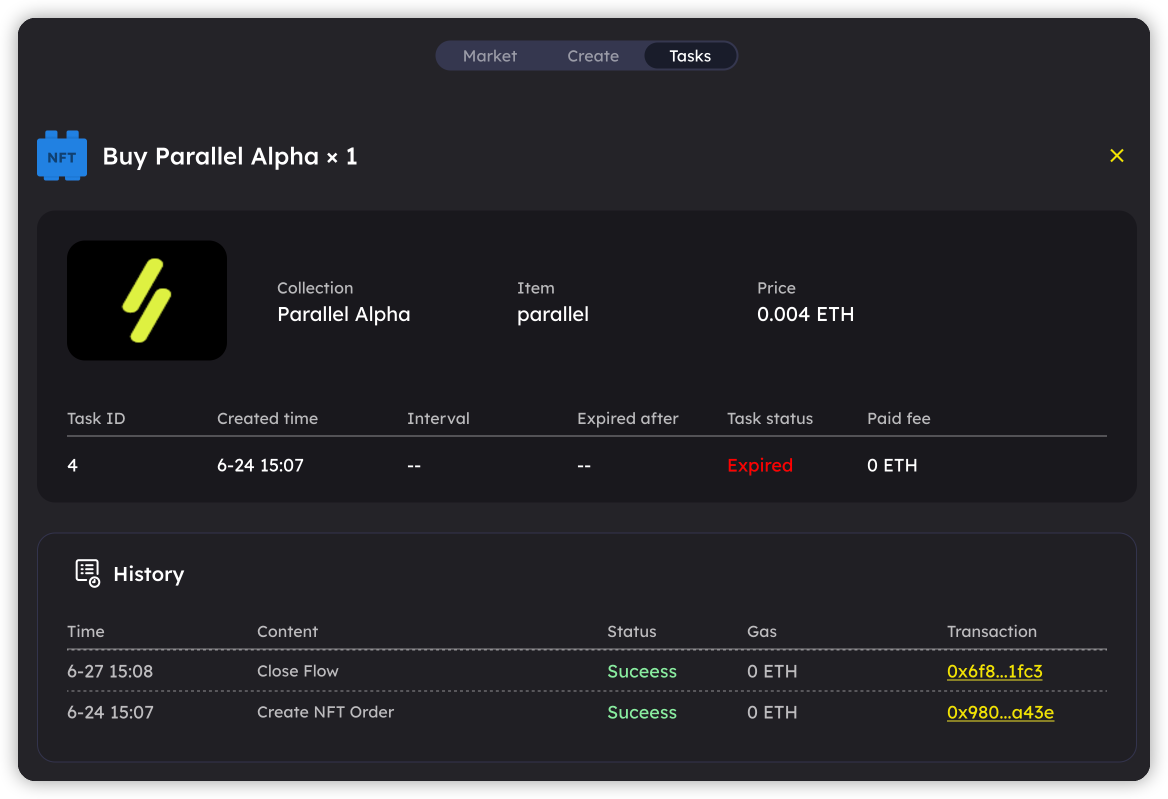 Market Create Tasks
NFT Buy Parallel Alpha × 1
Collection Item Price
Parallel Alpha parallel 0.004 ETH
Task ID Created time Interval Expired after Task status Paid fee
4 6-24 15:07 -- -- Expired 0 ETH
History
Time Content Status Gas Transaction
6-27 15:08 Close Flow Suceess 0 ETH 0x6f8...1fc3
6-24 15:07 Create NFT Order Suceess 0 ETH 0x980...a43e